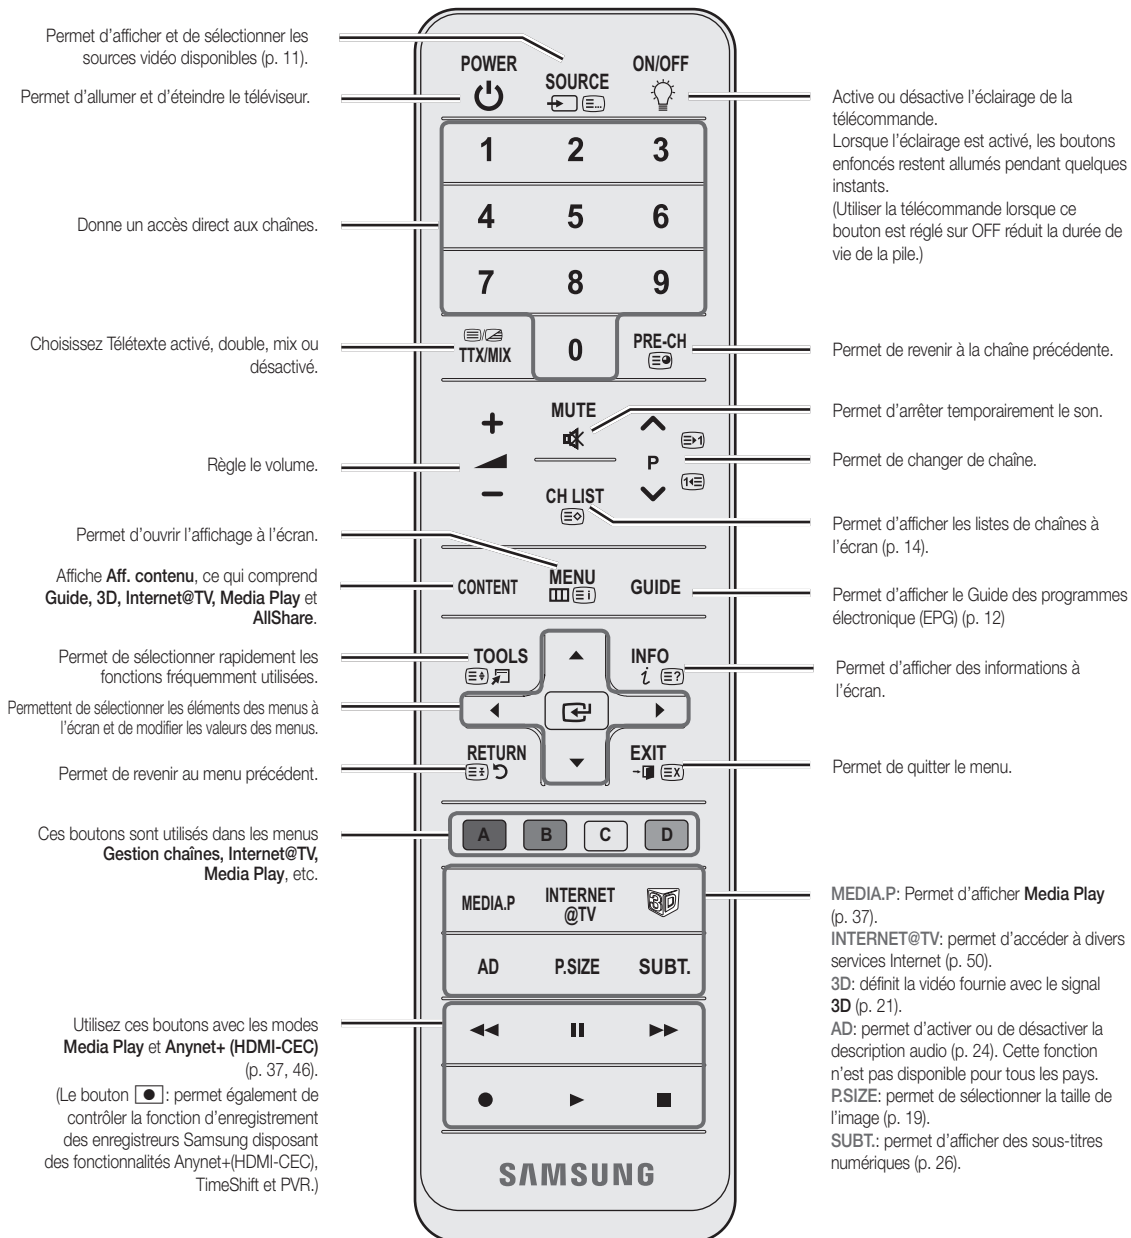 Permet d'afficher et de sélectionner les
sources vidéo disponibles (p. 11).
Permet d'allumer et d'éteindre le téléviseur.
Donne un accès direct aux chaînes.
Choisissez Télétexte activé, double, mix ou
désactivé.
Règle le volume.
Permet d'ouvrir l'affichage à l'écran.
Affiche Aff. contenu, ce qui comprend
Guide, 3D, Internet@TV, Media Play et
AllShare.
Permet de sélectionner rapidement les
fonctions fréquemment utilisées.
Permettent de sélectionner les éléments des menus à
l'écran et de modifier les valeurs des menus.
Permet de revenir au menu précédent.
Ces boutons sont utilisés dans les menus
Gestion chaînes, Internet@TV,
Media Play, etc.
Utilisez ces boutons avec les modes
Media Play et Anynet+ (HDMI-CEC)
(p. 37, 46).
(Le bouton : permet également de
contrôler la fonction d'enregistrement
des enregistreurs Samsung disposant
des fonctionnalités Anynet+(HDMI-CEC),
TimeShift et PVR.)
POWER
SOURCE
ON/OFF
1 2 3
4 5 6
7 8 9
TTX/MIX
0
PRE-CH
MUTE
P
CH LIST
CONTENT
MENU
GUIDE
TOOLS
INFO
RETURN
EXIT
A B C D
MEDIA.P
INTERNET
@TV
3D
AD
P.SIZE
SUBT.
SAMSUNG
Active ou désactive l'éclairage de la
télécommande.
Lorsque l'éclairage est activé, les boutons
enfoncés restent allumés pendant quelques
instants.
(Utiliser la télécommande lorsque ce
bouton est réglé sur OFF réduit la durée de
vie de la pile.)
Permet de revenir à la chaîne précédente.
Permet d'arrêter temporairement le son.
Permet de changer de chaîne.
Permet d'afficher les listes de chaînes à
l'écran (p. 14).
Permet d'afficher le Guide des programmes
électronique (EPG) (p. 12)
Permet d'afficher des informations à
l'écran.
Permet de quitter le menu.
MEDIA.P: Permet d'afficher Media Play
(p. 37).
INTERNET@TV: permet d'accéder à divers
services Internet (p. 50).
3D: définit la vidéo fournie avec le signal
3D (p. 21).
AD: permet d'activer ou de désactiver la
description audio (p. 24). Cette fonction
n'est pas disponible pour tous les pays.
P.SIZE: permet de sélectionner la taille de
l'image (p. 19).
SUBT.: permet d'afficher des sous-titres
numériques (p. 26).